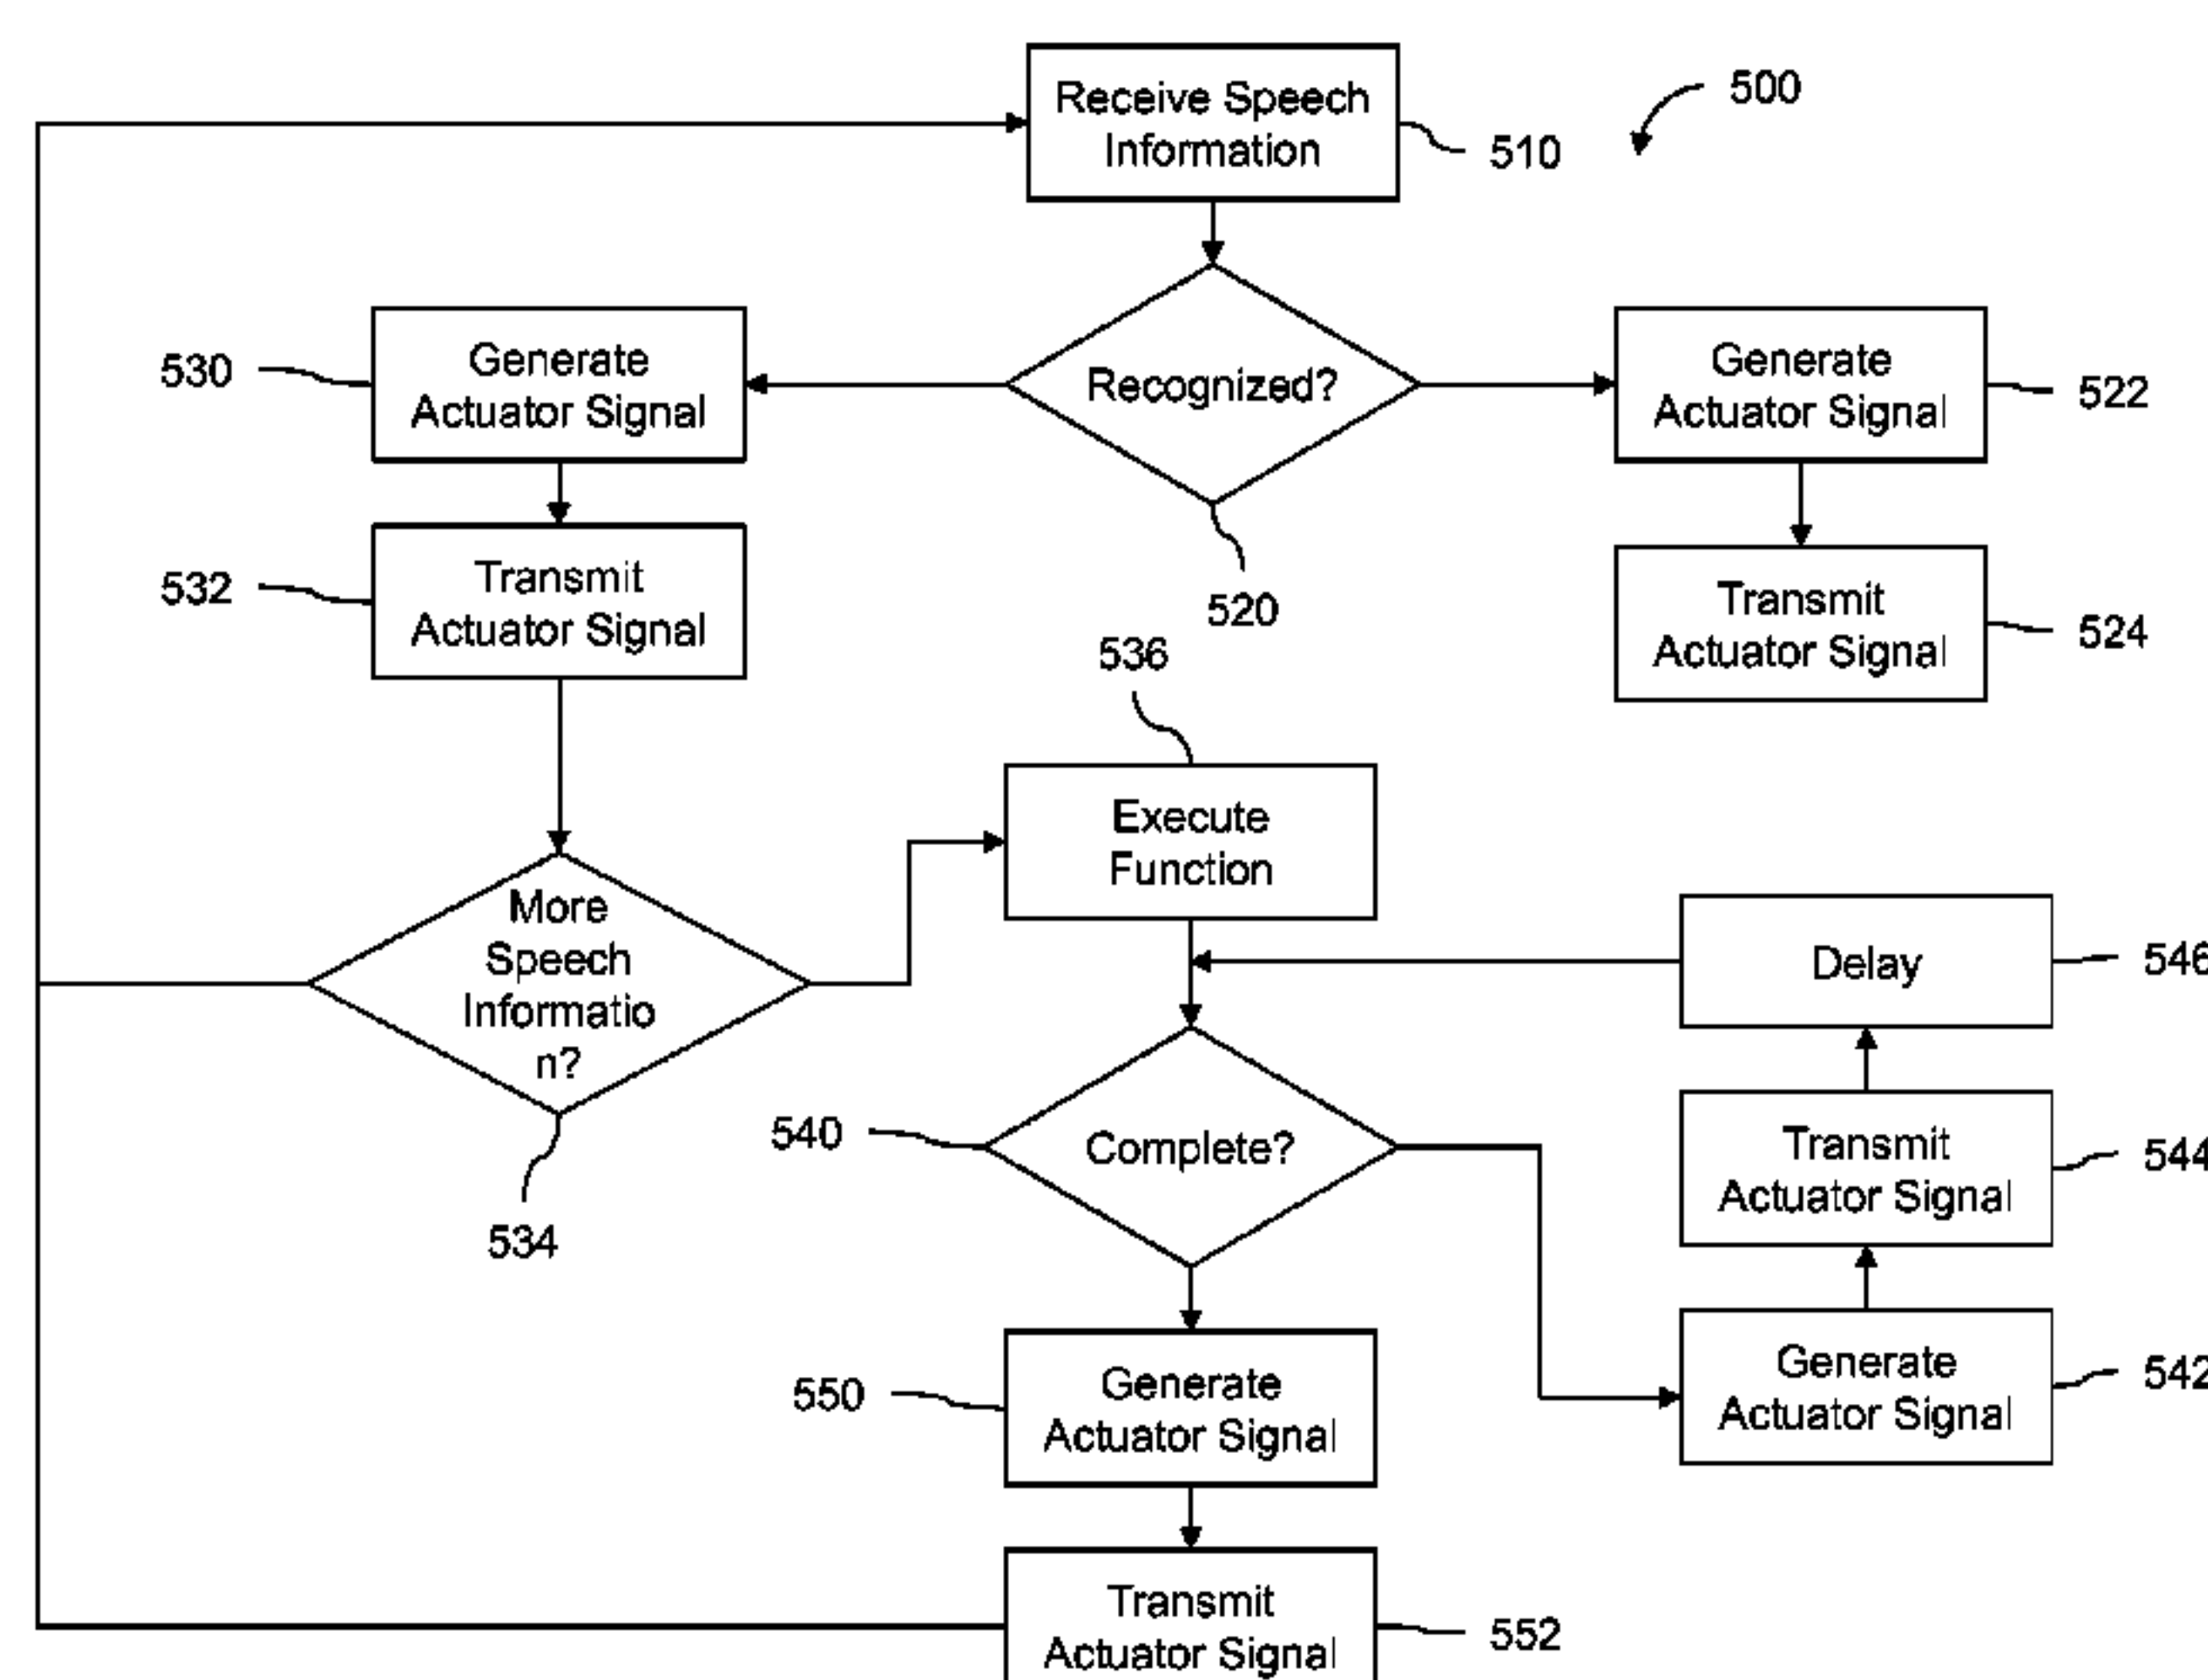 Receive Speech
Information
500
510
530
Generate
Actuator Signal
Recognized?
Generate
Actuator Signal
522
532
Transmit
Actuator Signal
520
Transmit
Actuator Signal
524
536
Execute
Function
More
Speech
Informatio
n?
Delay
546
540
Complete?
Transmit
Actuator Signal
544
534
550
Generate
Actuator Signal
Generate
Actuator Signal
542
Transmit
Actuator Signal
552